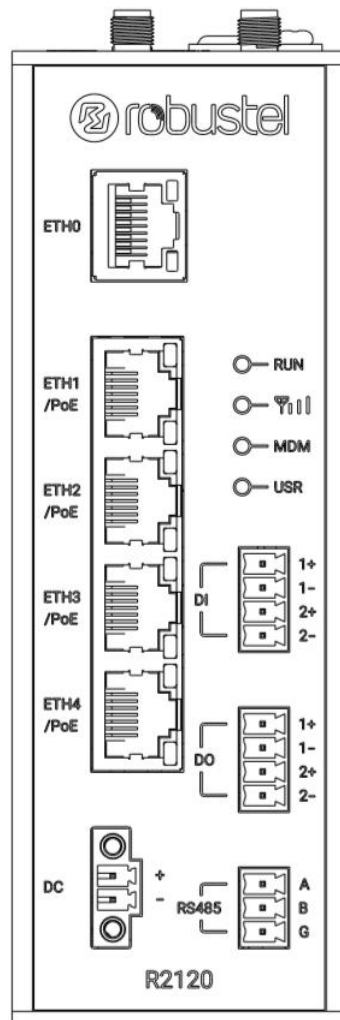 robustel
ETH0
ETH1
/PoE
RUN
MDM
ETH2
/PoE
USR
ETH3
/PoE
DI
1+
1-
2+
2-
ETH4
/PoE
DO
1+
1-
2+
2-
DC
+
-
RS485
A
B
G
R2120